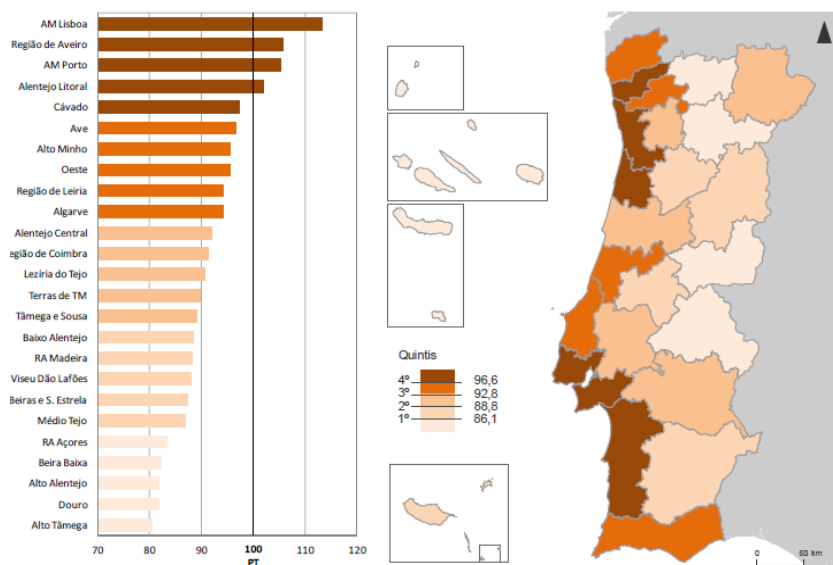 AM Lisboa
Região de Aveiro
AM Porto
Alentejo Litoral
Cávado
Ave
Alto Minho
Oeste
Região de Leiria
Algarve
Alentejo Central
egião de Coimbra
Lezíria do Tejo
Terras de TM
Tâmega e Sousa
Baixo Alentejo
RA Madeira
Viseu Dão Lafões
Beiras e S. Estrela
Médio Tejo
RA Açores
Beira Baixa
Alto Alentejo
Douro
Alto Tâmega
70 80 90 100 110 120
PT
Quintis
4º 96,6
3º 92,8
2º 88,8
1º 86,1
0 50 km